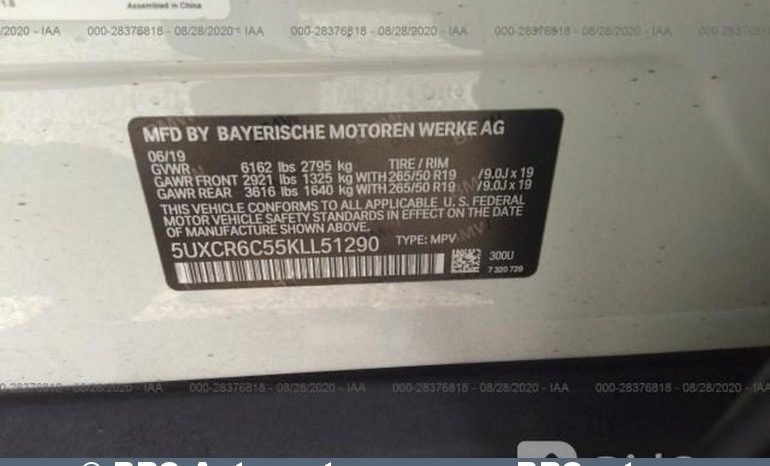 Assembled in China
28/2020 - IAA 000-28376818 - 08/28/2020 - IAA 000-28376818 - 08/28/2020 - IAA 000-28376818 - 08/28/2020 - IAA
MFD BY BAYERISCHE MOTOREN WERKE AG
06/19
GVWR 6162 lbs 2795 kg TIRE / RIM
GAWR FRONT 2921 lbs 1325 kg WITH 265/50 R19 /9.0J x 19
GAWR REAR 3616 lbs 1640 kg WITH 265/50 R19 /9.0J x 19
THIS VEHICLE CONFORMS TO ALL APPLICABLE U. S. FEDERAL
MOTOR VEHICLE SAFETY STANDARDS IN EFFECT ON THE DATE
OF MANUFACTURE SHOWN ABOVE.
5UXCR6C55KLL51290 TYPE: MPV
300U
7 320 729
000-28376818 - 08/28/2020 - IAA 000-28376818 - 08/28/2020 - IAA 000-28376818 - 08/28/2020 - IAA